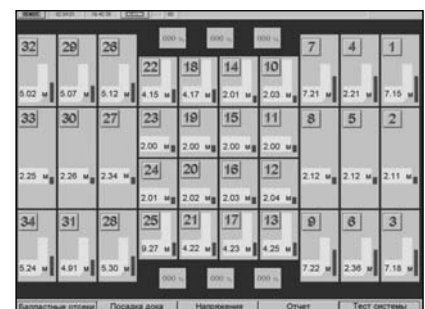 000 % 000 % 000 %
32 29 26 7 4 1
22 18 14 10
5.02 м 5.07 м 5.12 м 4.15 м 4.17 м 2.01 м 2.03 м 7.21 м 2.21 м 7.15 м
33 30 27 23 19 15 11 8 5 2
2.00 м 2.00 м 2.00 м 2.00 м
24 20 16 12
2.25 м 2.26 м 2.34 м 2.12 м 2.12 м 2.11 м
2.01 м 2.02 м 2.03 м 2.04 м
34 31 28 25 21 17 13 9 6 3
9.27 м 4.22 м 4.23 м 4.25 м
5.24 м 4.91 м 5.30 м 7.22 м 2.36 м 7.18 м
000 % 000 % 000 %
Балластные отсеки Посадка дока Напряжения Отчет Тест системы